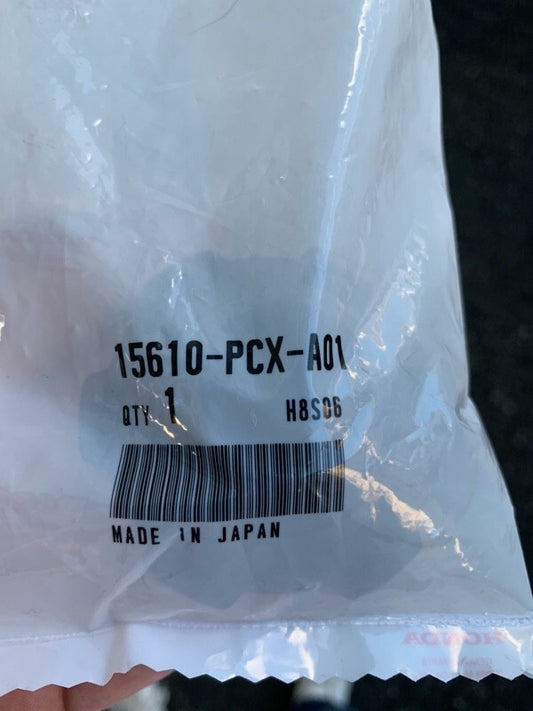 15610-PCX-A01
QTY 1 H8S06
MADE IN JAPAN
HONDA